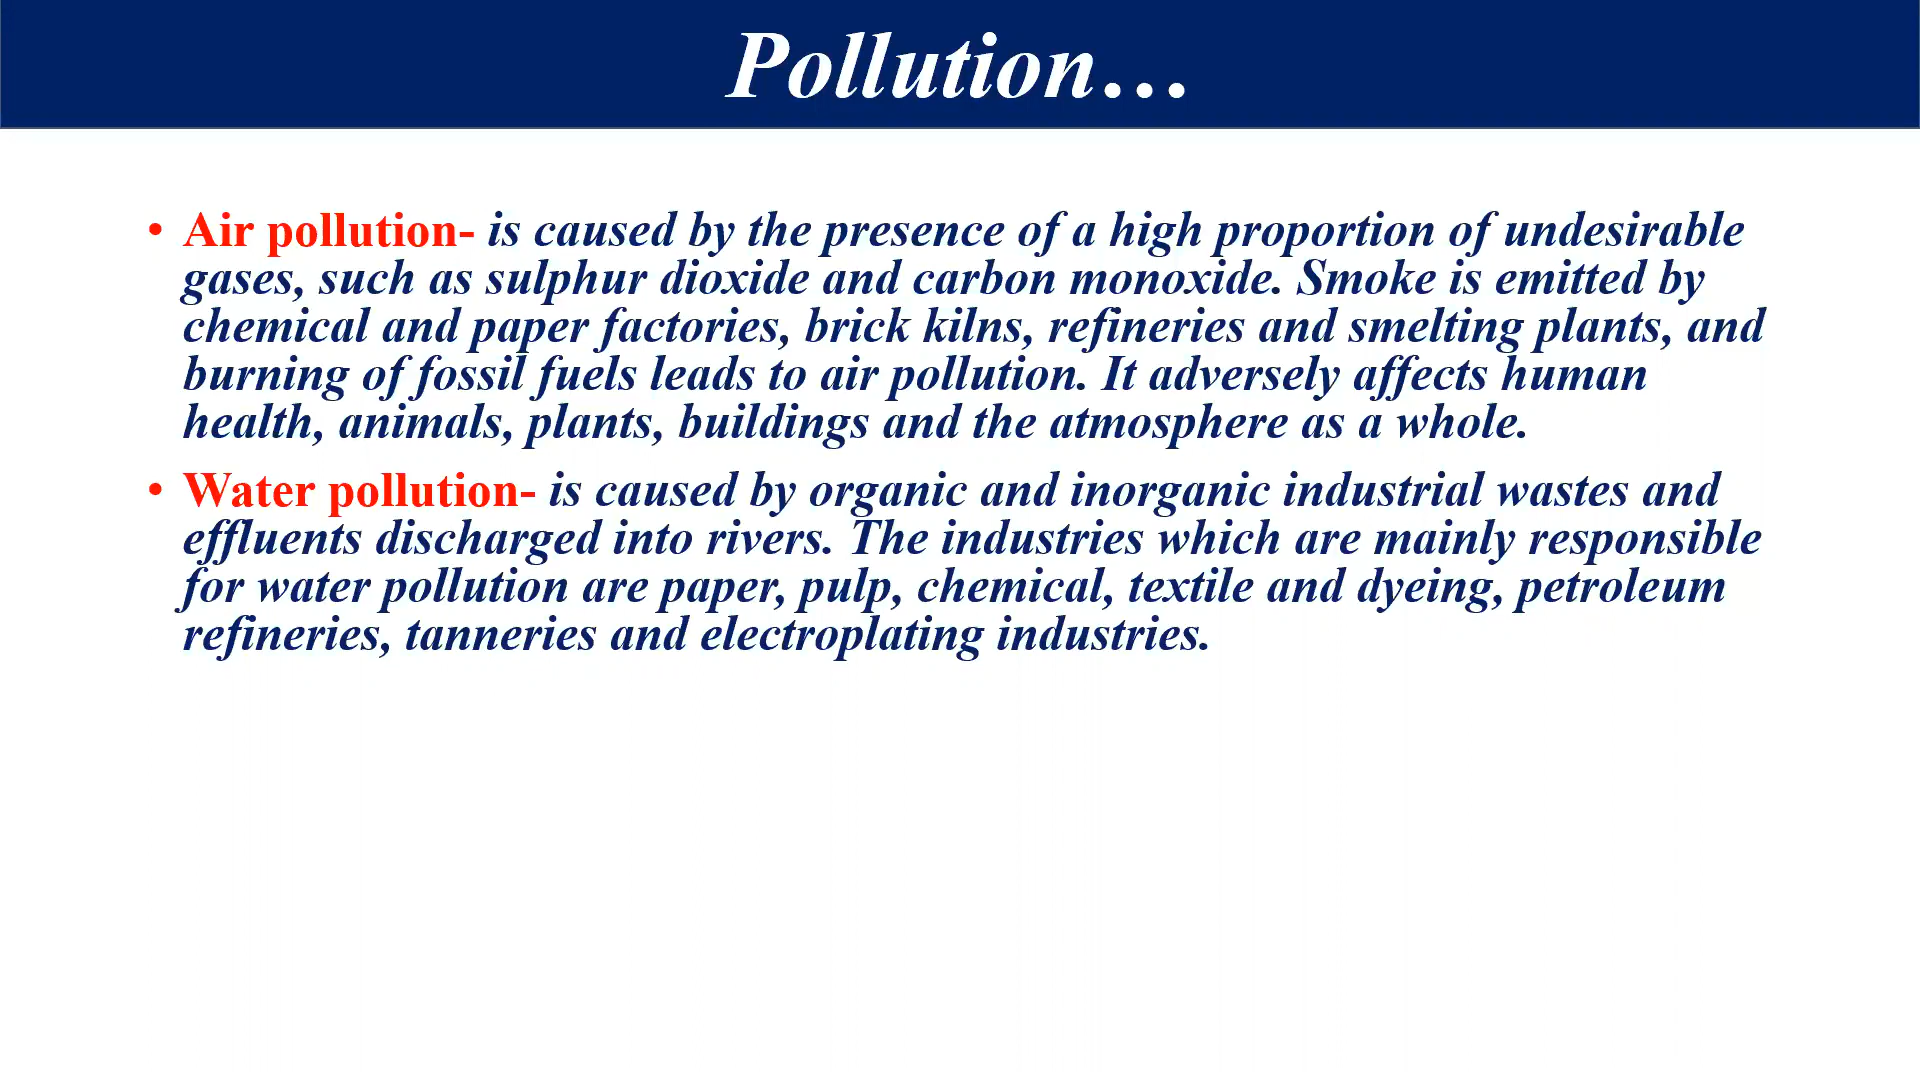 Pollution…
• Air pollution- is caused by the presence of a high proportion of undesirable
gases, such as sulphur dioxide and carbon monoxide. Smoke is emitted by
chemical and paper factories, brick kilns, refineries and smelting plants, and
burning of fossil fuels leads to air pollution. It adversely affects human
health, animals, plants, buildings and the atmosphere as a whole.
• Water pollution- is caused by organic and inorganic industrial wastes and
effluents discharged into rivers. The industries which are mainly responsible
for water pollution are paper, pulp, chemical, textile and dyeing, petroleum
refineries, tanneries and electroplating industries.